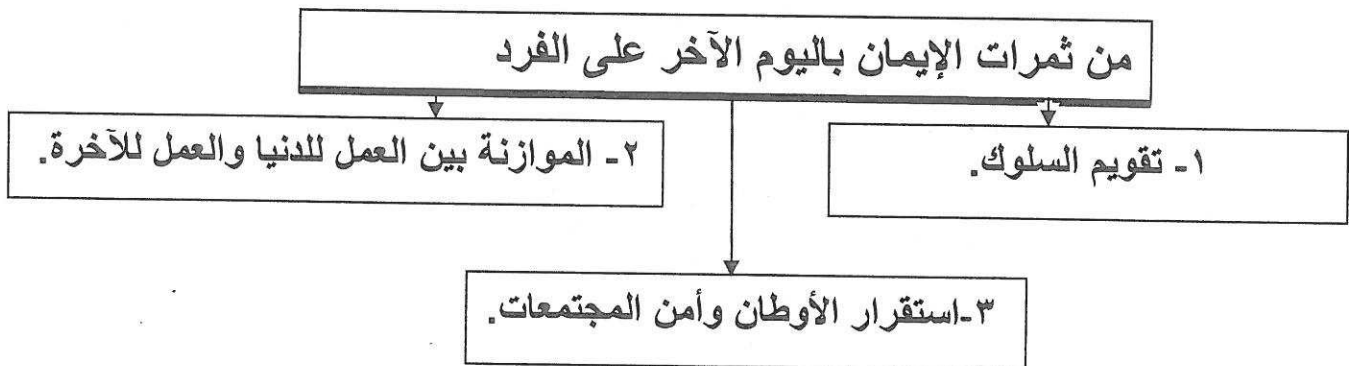 من ثمرات الإيمان باليوم الآخر على الفرد
١- تقويم السلوك.
٢- الموازنة بين العمل للدنيا والعمل للآخرة.
٣-استقرار الأوطان وأمن المجتمعات.